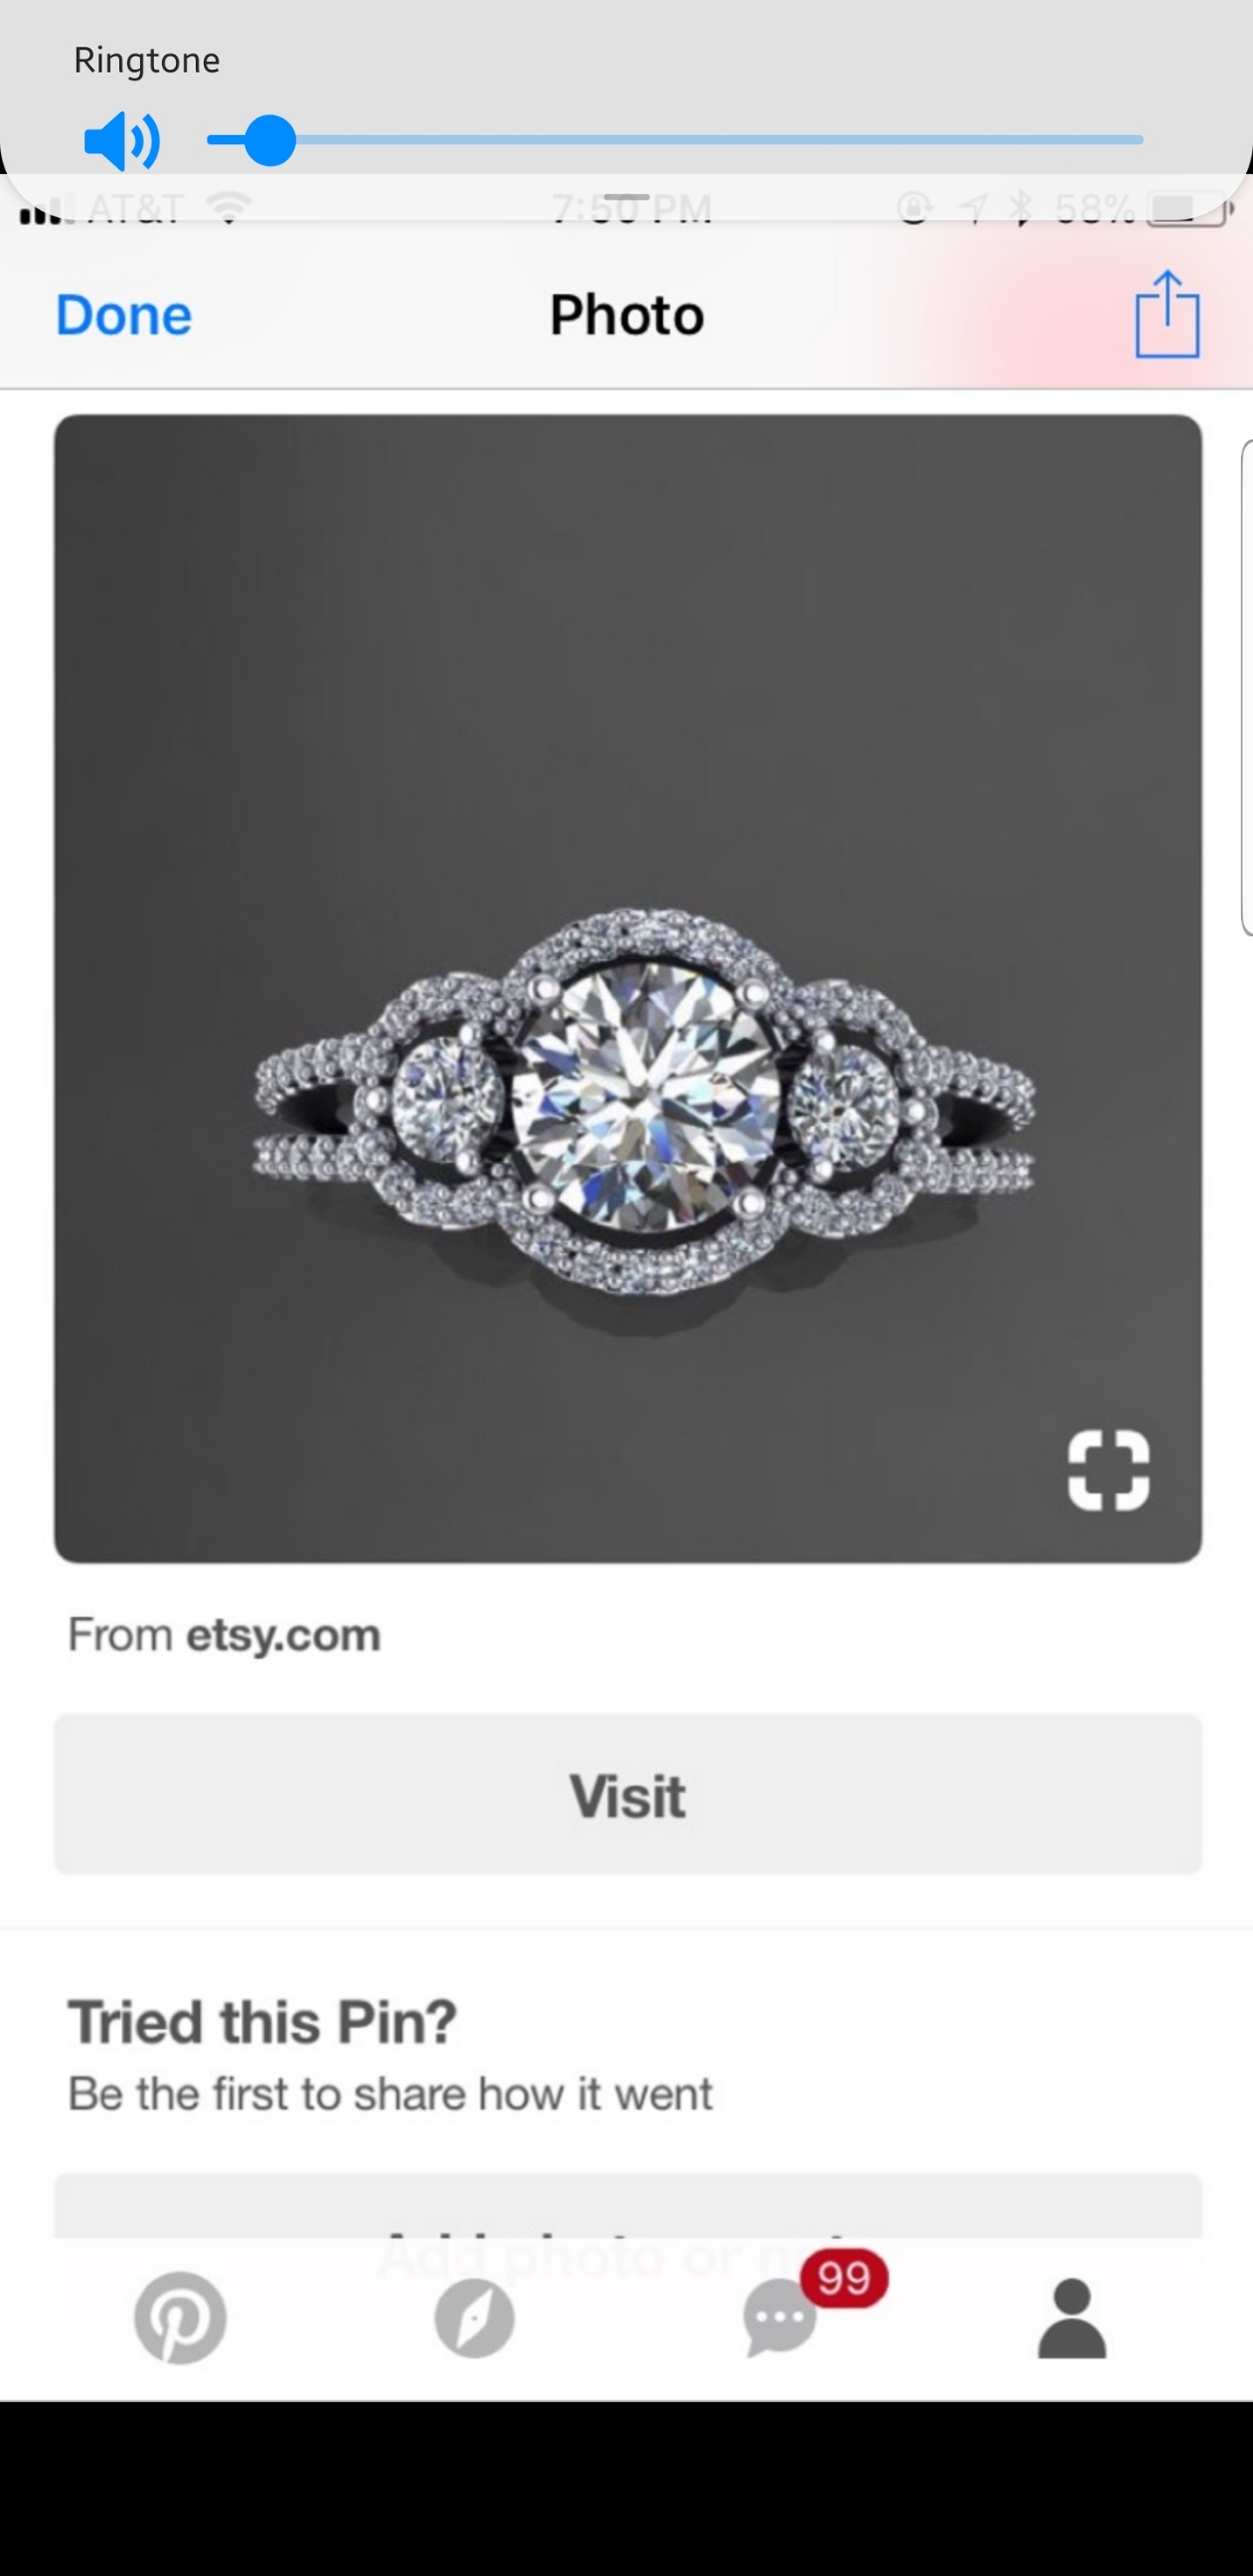 Ringtone
AT&T 7:50 PM 58%
Done Photo
From etsy.com
Visit
Tried this Pin?
Be the first to share how it went
Add photo or
99